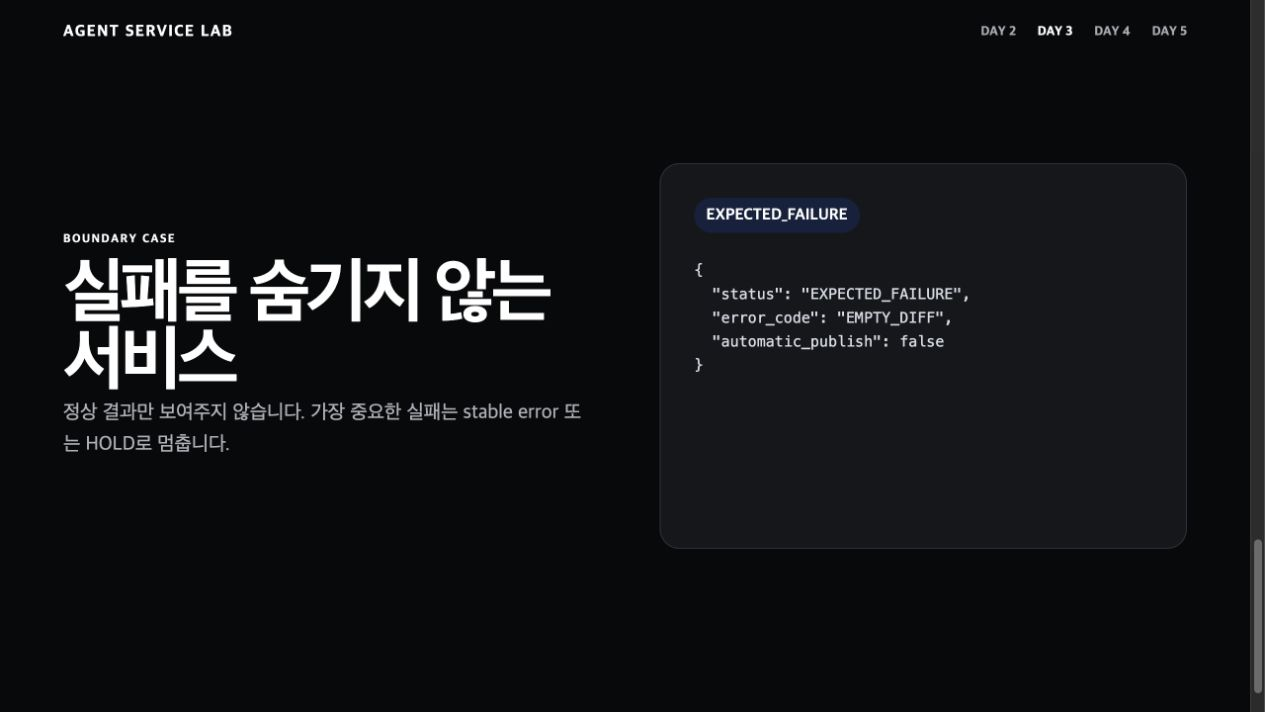 AGENT SERVICE LAB
DAY 2 DAY 3 DAY 4 DAY 5
BOUNDARY CASE
실패를 숨기지 않는
서비스
정상 결과만 보여주지 않습니다. 가장 중요한 실패는 stable error 또
는 HOLD로 멈춥니다.
EXPECTED_FAILURE
{
"status": "EXPECTED_FAILURE",
"error_code": "EMPTY_DIFF",
"automatic_publish": false
}